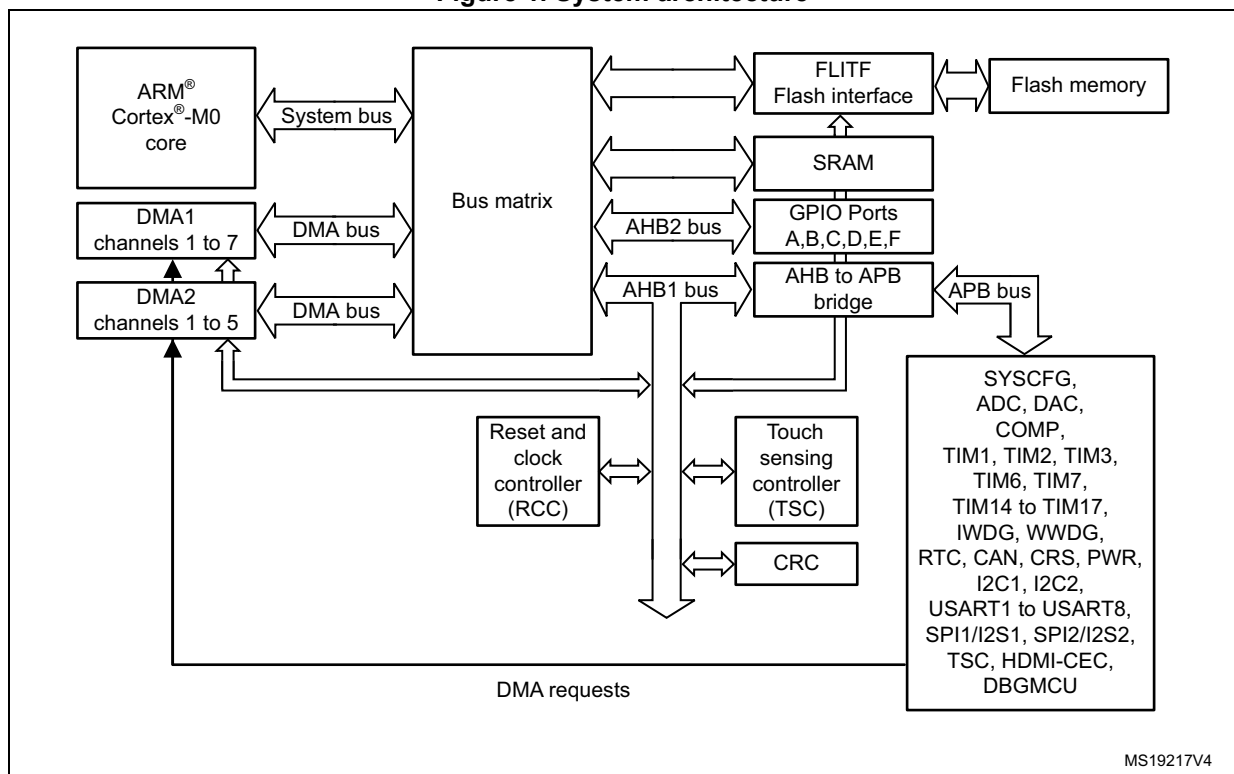 Figure 1. System architecture
ARM®
Cortex®-M0
core
System bus
Bus matrix
FLITF
Flash interface
Flash memory
SRAM
DMA1
channels 1 to 7
DMA bus
AHB2 bus
GPIO Ports
A,B,C,D,E,F
DMA2
channels 1 to 5
DMA bus
AHB1 bus
AHB to APB
bridge
APB bus
Reset and
clock
controller
(RCC)
Touch
sensing
controller
(TSC)
CRC
SYSCFG,
ADC, DAC,
COMP,
TIM1, TIM2, TIM3,
TIM6, TIM7,
TIM14 to TIM17,
IWDG, WWDG,
RTC, CAN, CRS, PWR,
I2C1, I2C2,
USART1 to USART8,
SPI1/I2S1, SPI2/I2S2,
TSC, HDMI-CEC,
DBGMCU
DMA requests
MS19217V4